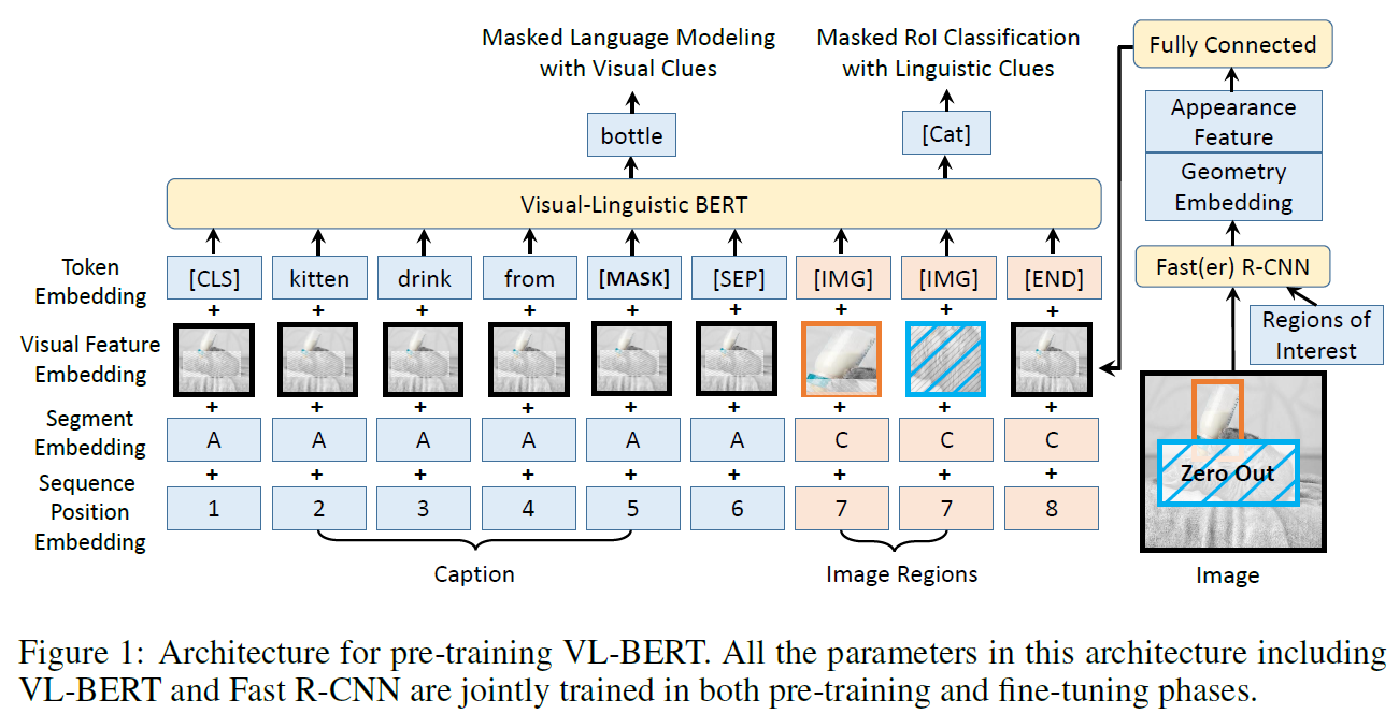 Masked Language Modeling
with Visual Clues
Masked RoI Classification
with Linguistic Clues
Fully Connected
bottle
[Cat]
Appearance
Feature
Geometry
Embedding
Visual-Linguistic BERT
Fast(er) R-CNN
Regions of
Interest
Token
Embedding
[CLS] kitten drink from [MASK] [SEP] [IMG] [IMG] [END]
+ + + + + + + + +
Visual Feature
Embedding
+ + + + + + + + +
Segment
Embedding
A A A A A A C C C
+ + + + + + + + +
Sequence
Position
Embedding
1 2 3 4 5 6 7 7 8
Zero Out
Caption
Image Regions
Image
Figure 1: Architecture for pre-training VL-BERT. All the parameters in this architecture including
VL-BERT and Fast R-CNN are jointly trained in both pre-training and fine-tuning phases.